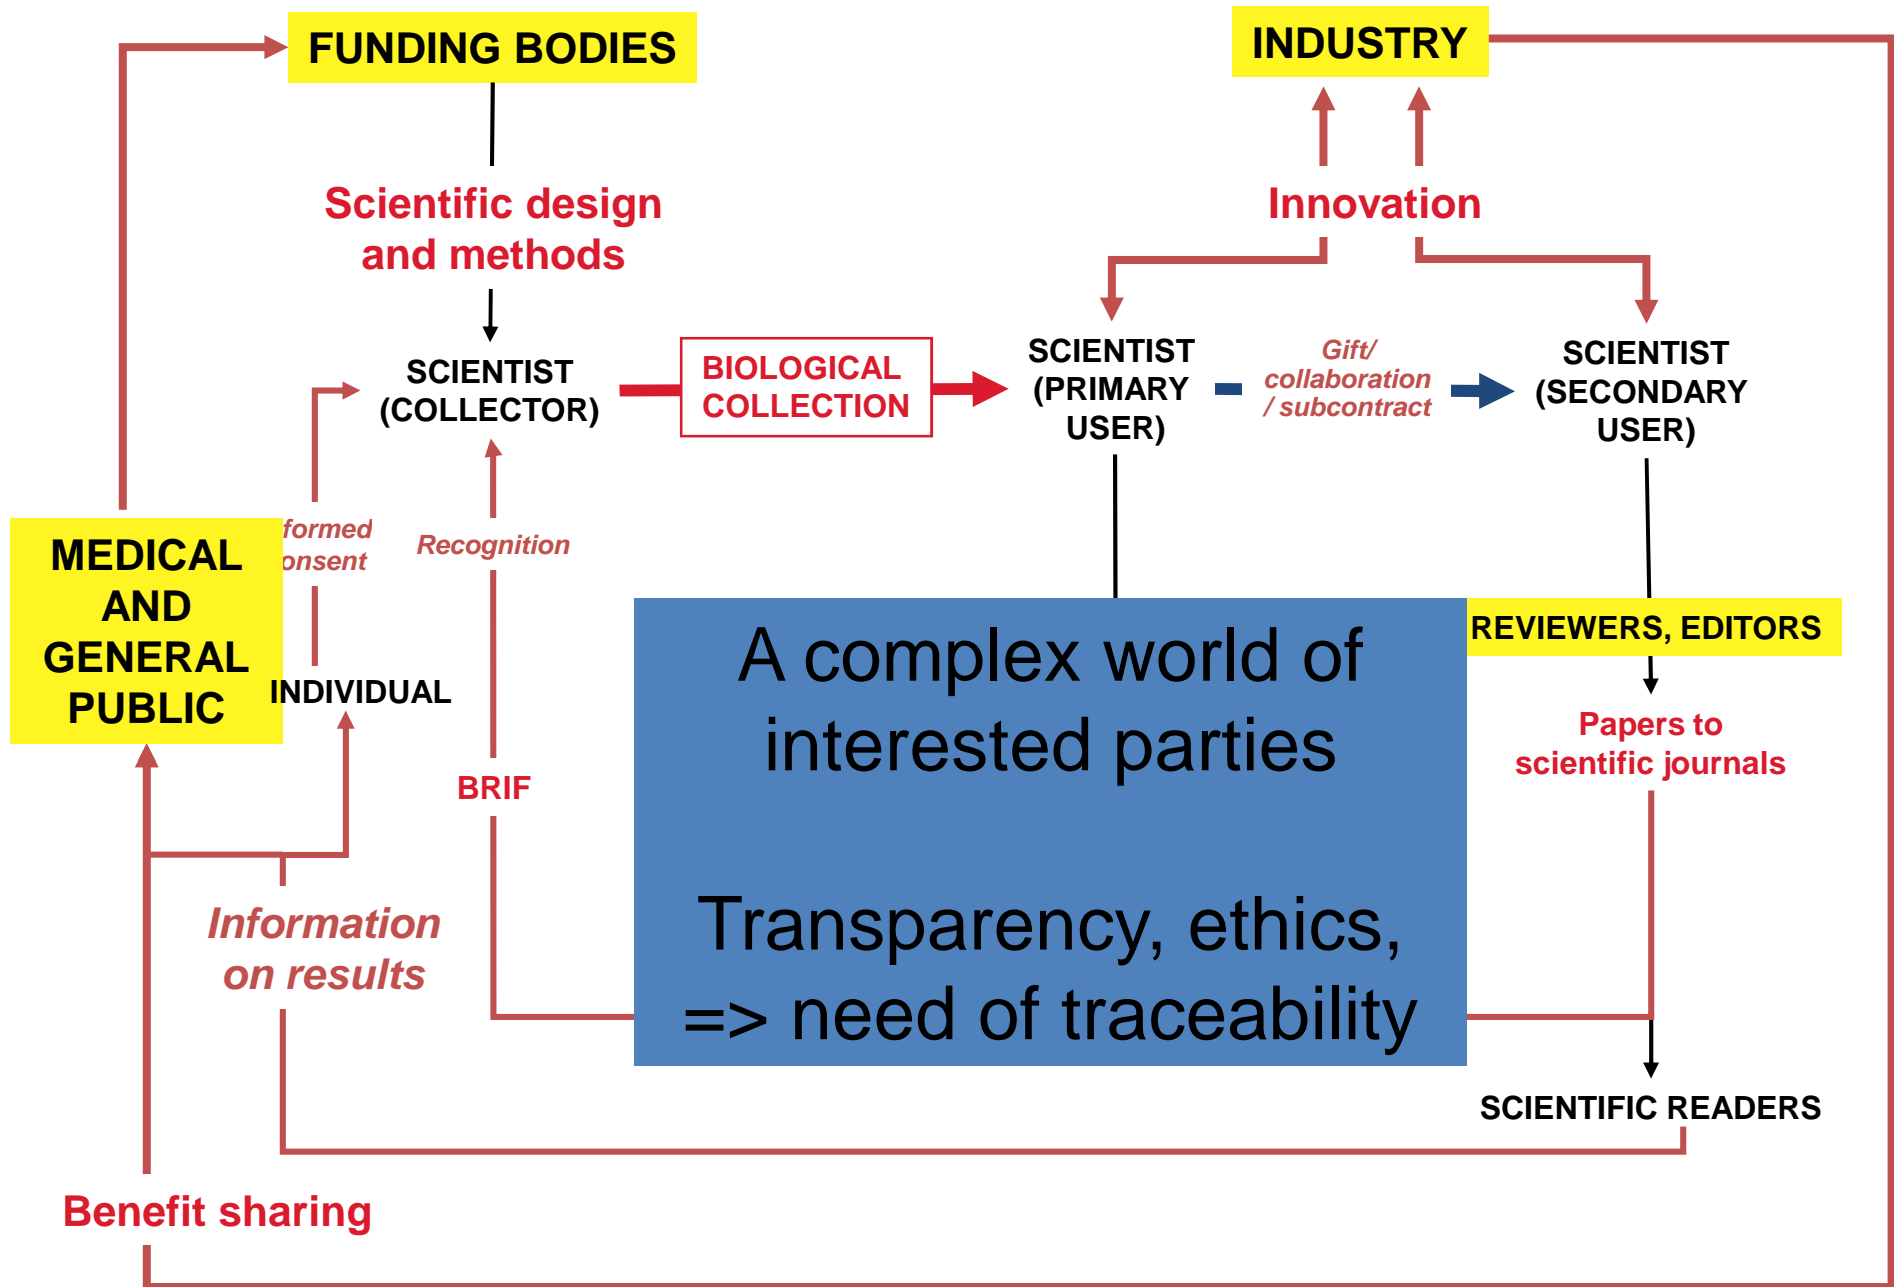 FUNDING BODIES
INDUSTRY
Scientific design
and methods
Innovation
SCIENTIST
(COLLECTOR)
BIOLOGICAL
COLLECTION
SCIENTIST
(PRIMARY
USER)
Gift/
collaboration
/ subcontract
SCIENTIST
(SECONDARY
USER)
MEDICAL
AND
GENERAL
PUBLIC
formed
onsent
Recognition
INDIVIDUAL
BRIF
A complex world of
interested parties
Transparency, ethics,
=> need of traceability
REVIEWERS, EDITORS
Papers to
scientific journals
Information
on results
SCIENTIFIC READERS
Benefit sharing